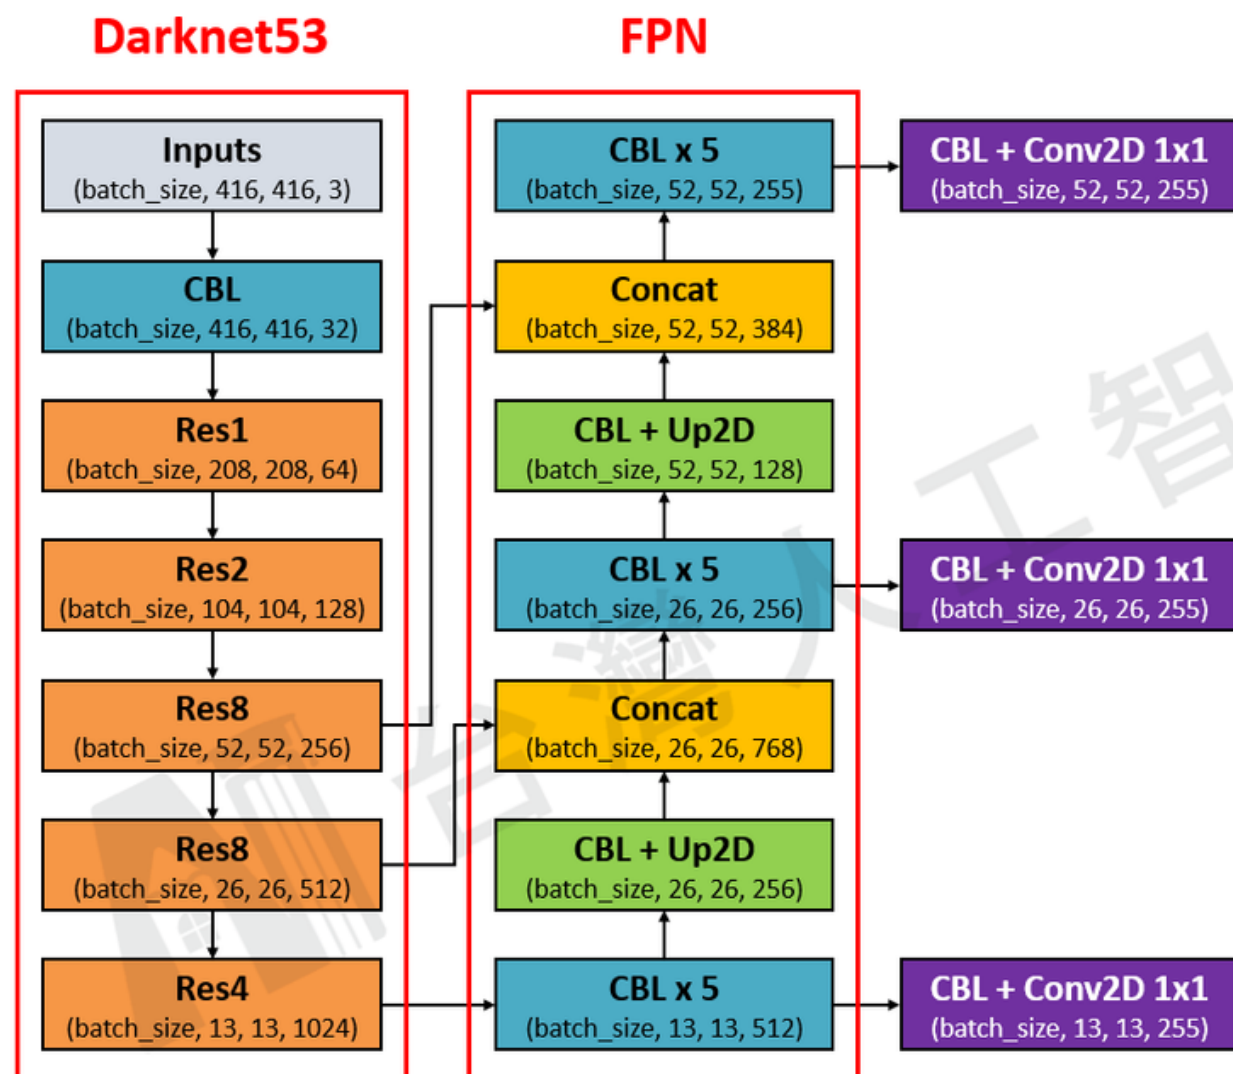 Darknet53
Inputs
(batch_size, 416, 416, 3)
CBL
(batch_size, 416, 416, 32)
Res1
(batch_size, 208, 208, 64)
Res2
(batch_size, 104, 104, 128)
Res8
(batch_size, 52, 52, 256)
Res8
(batch_size, 26, 26, 512)
Res4
(batch_size, 13, 13, 1024)
FPN
CBL x 5
(batch_size, 52, 52, 255)
Concat
(batch_size, 52, 52, 384)
CBL + Up2D
(batch_size, 52, 52, 128)
CBL x 5
(batch_size, 26, 26, 256)
Concat
(batch_size, 26, 26, 768)
CBL + Up2D
(batch_size, 26, 26, 256)
CBL x 5
(batch_size, 13, 13, 512)
CBL + Conv2D 1x1
(batch_size, 52, 52, 255)
CBL + Conv2D 1x1
(batch_size, 26, 26, 255)
CBL + Conv2D 1x1
(batch_size, 13, 13, 255)
台灣人工智